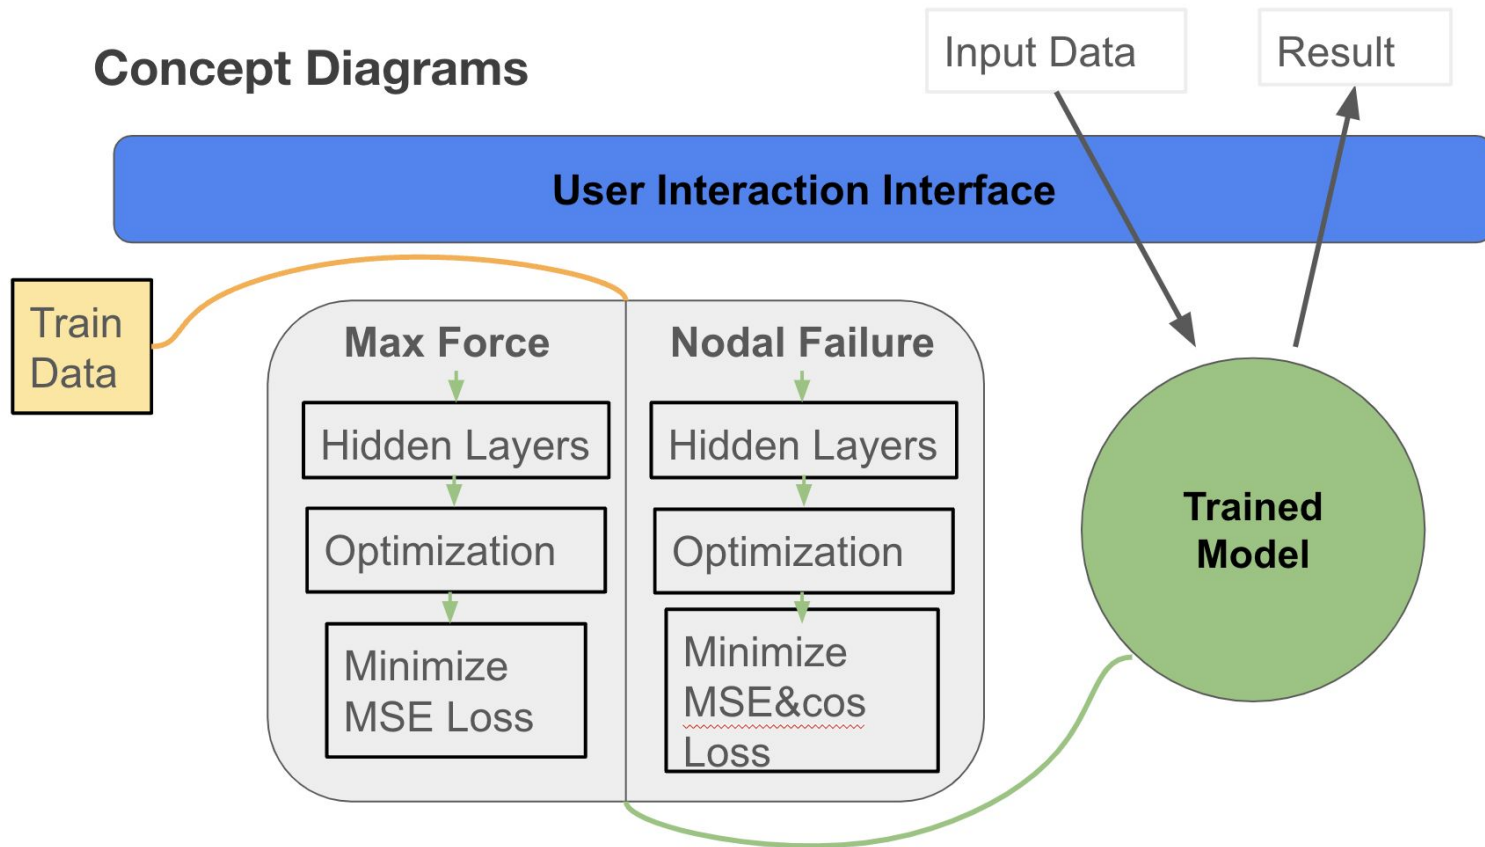 Concept Diagrams
Input Data
Result
User Interaction Interface
Train
Data
Max Force
Hidden Layers
Optimization
Minimize
MSE Loss
Nodal Failure
Hidden Layers
Optimization
Minimize
MSE&cos
Loss
Trained
Model